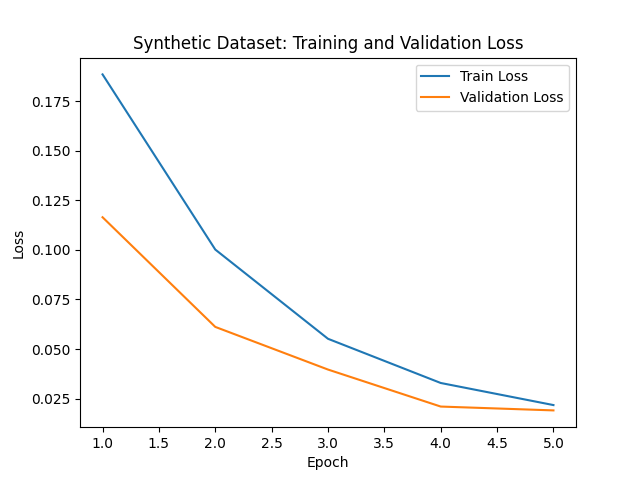 Synthetic Dataset: Training and Validation Loss
Train Loss
Validation Loss
0.175
0.150
0.125
0.100
0.075
0.050
0.025
Loss
1.0 1.5 2.0 2.5 3.0 3.5 4.0 4.5 5.0
Epoch